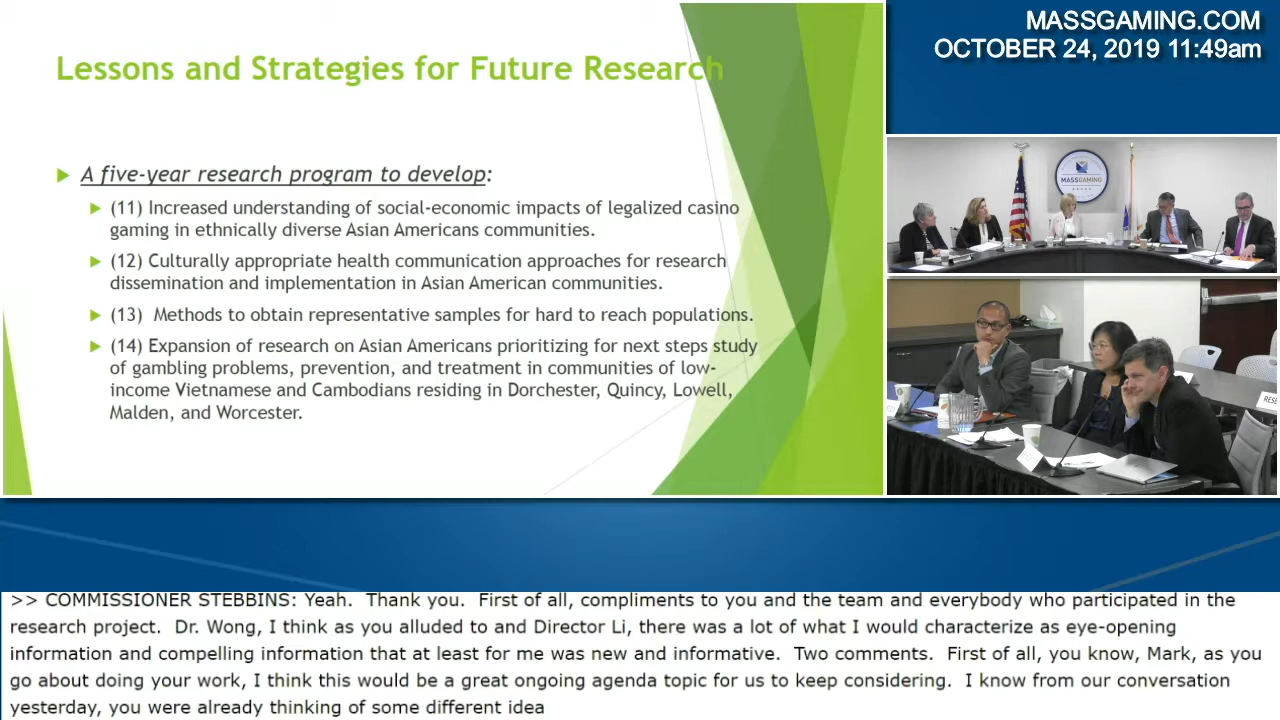 MASSGAMING.COM
OCTOBER 24, 2019 11:49am
Lessons and Strategies for Future Research
A five-year research program to develop:
(11) Increased understanding of social-economic impacts of legalized casino
gaming in ethnically diverse Asian Americans communities.
(12) Culturally appropriate health communication approaches for research
dissemination and implementation in Asian American communities.
(13) Methods to obtain representative samples for hard to reach populations.
(14) Expansion of research on Asian Americans prioritizing for next steps study
of gambling problems, prevention, and treatment in communities of low-
income Vietnamese and Cambodians residing in Dorchester, Quincy, Lowell,
Malden, and Worcester.
MASSGAMING
>> COMMISSIONER STEBBINS: Yeah. Thank you. First of all, compliments to you and the team and everybody who participated in the
research project. Dr. Wong, I think as you alluded to and Director Li, there was a lot of what I would characterize as eye-opening
information and compelling information that at least for me was new and informative. Two comments. First of all, you know, Mark, as you
go about doing your work, I think this would be a great ongoing agenda topic for us to keep considering. I know from our conversation
yesterday, you were already thinking of some different idea